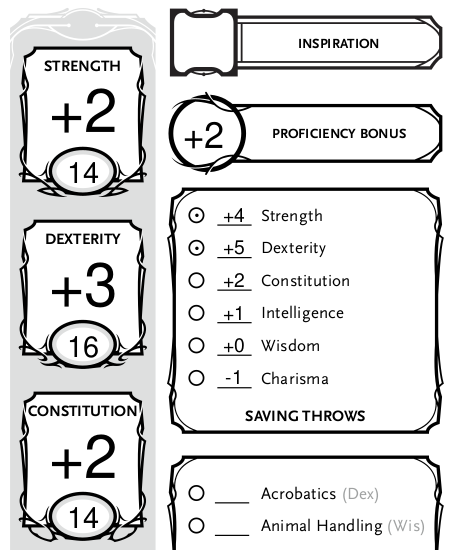 STRENGTH
+2
14
DEXTERITY
+3
16
CONSTITUTION
+2
14
INSPIRATION
+2 PROFICIENCY BONUS
+4 Strength
+5 Dexterity
+2 Constitution
+1 Intelligence
+0 Wisdom
-1 Charisma
SAVING THROWS
Acrobatics (Dex)
Animal Handling (Wis)